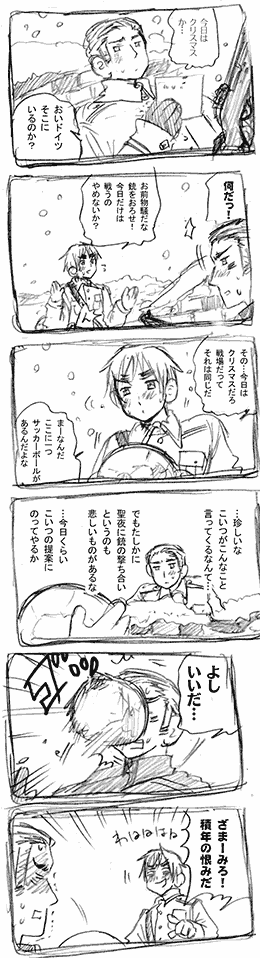 今日は
クリスマス
か…
おいドイツ
そこに
いるのか？
何だっ！
お前物騒だな
銃をおろせ！
今日だけは
戦うの
やめないか？
その…今日は
クリスマスだろ
戦場だって
それは同じだ
まーなんだ
ここに一つ
サッカーボールが
あるんだよな
…珍しいな
こいつがこんなこと
言ってくるなんて…
でもたしかに
聖夜に銃の撃ち合い
というのも
悲しいものがあるな
…今日くらい
こいつの提案に
のってやるか
よし
いいだ…
ざまーみろ！
積年の恨みだ
わはははは